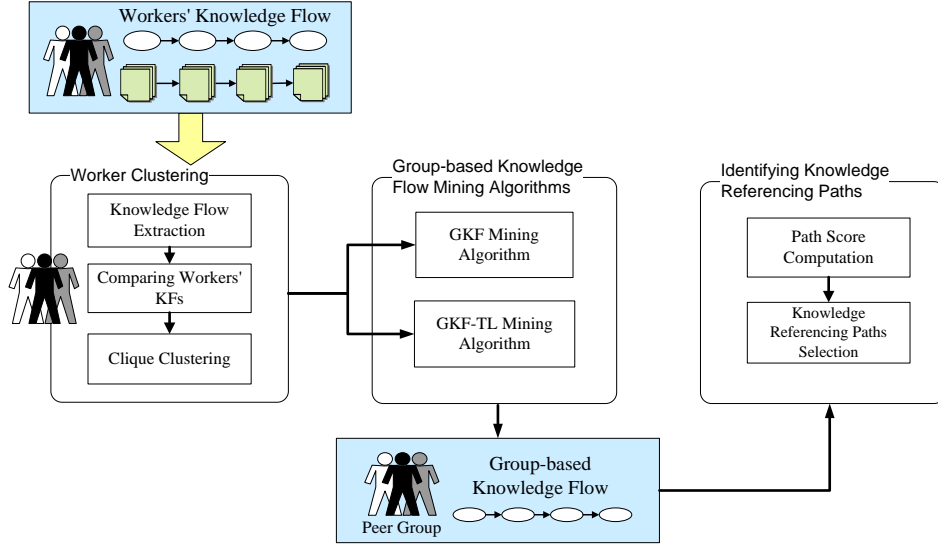 Workers' Knowledge Flow
Worker Clustering
Knowledge Flow
Extraction
Comparing Workers'
KFs
Clique Clustering
Group-based Knowledge
Flow Mining Algorithms
GKF Mining
Algorithm
GKF-TL Mining
Algorithm
Identifying Knowledge
Referencing Paths
Path Score
Computation
Knowledge
Referencing Paths
Selection
Group-based
Knowledge Flow
Peer Group